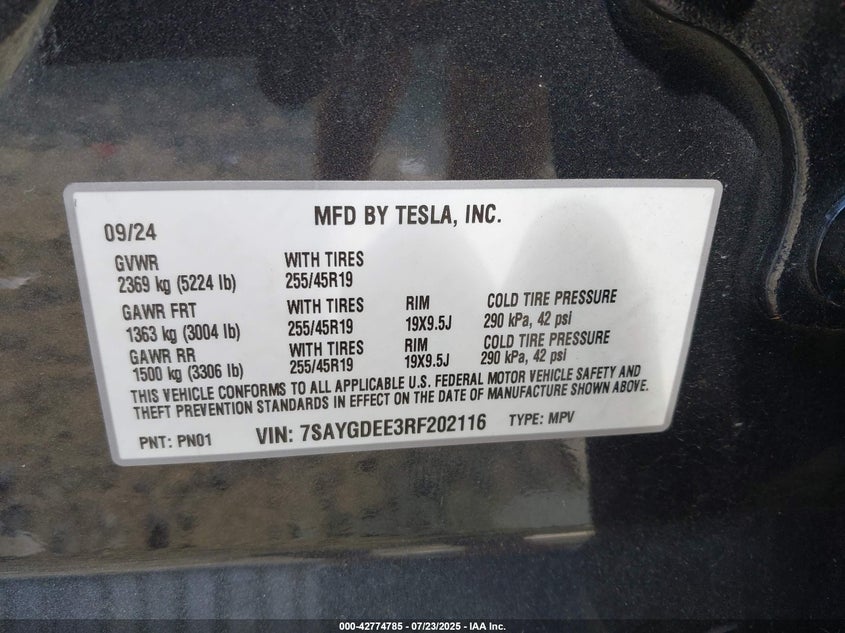 MFD BY TESLA, INC.
09/24
GVWR WITH TIRES
2369 kg (5224 lb) 255/45R19
GAWR FRT WITH TIRES RIM COLD TIRE PRESSURE
1363 kg (3004 lb) 255/45R19 19X9.5J 290 kPa, 42 psi
GAWR RR WITH TIRES RIM COLD TIRE PRESSURE
1500 kg (3306 lb) 255/45R19 19X9.5J 290 kPa, 42 psi
THIS VEHICLE CONFORMS TO ALL APPLICABLE U.S. FEDERAL MOTOR VEHICLE SAFETY AND
THEFT PREVENTION STANDARDS IN EFFECT ON THE DATE OF MANUFACTURE SHOWN ABOVE.
PNT: PN01 VIN: 7SAYGDEE3RF202116 TYPE: MPV
000-42774785 - 07/23/2025 - IAA Inc.